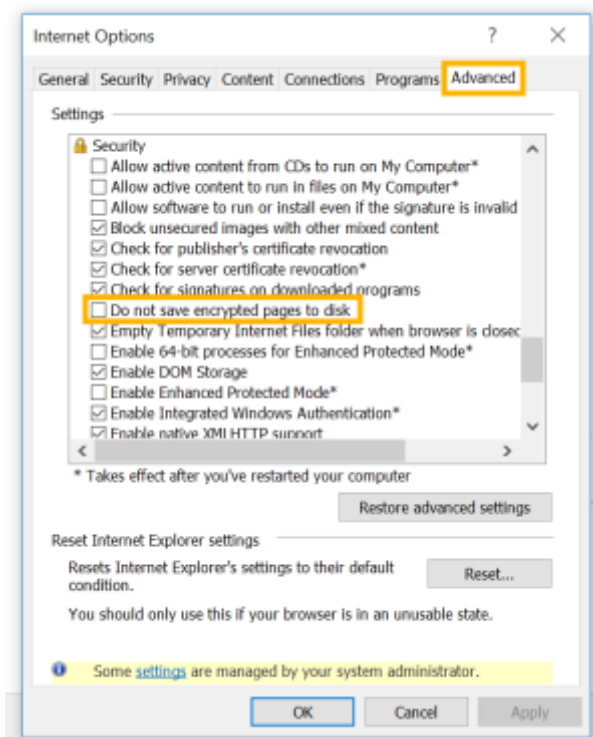 Internet Options
General Security Privacy Content Connections Programs Advanced
Settings
Security
Allow active content from CDs to run on My Computer*
Allow active content to run in files on My Computer*
Allow software to run or install even if the signature is invalid
Block unsecured images with other mixed content
Check for publisher's certificate revocation
Check for server certificate revocation*
Check for signatures on downloaded programs
Do not save encrypted pages to disk
Empty Temporary Internet Files folder when browser is closed
Enable 64-bit processes for Enhanced Protected Mode*
Enable DOM Storage
Enable Enhanced Protected Mode*
Enable Integrated Windows Authentication*
Enable native XMLHTTP support
* Takes effect after you've restarted your computer
Restore advanced settings
Reset Internet Explorer settings
Resets Internet Explorer's settings to their default
condition.
Reset...
You should only use this if your browser is in an unusable state.
Some settings are managed by your system administrator.
OK Cancel Apply